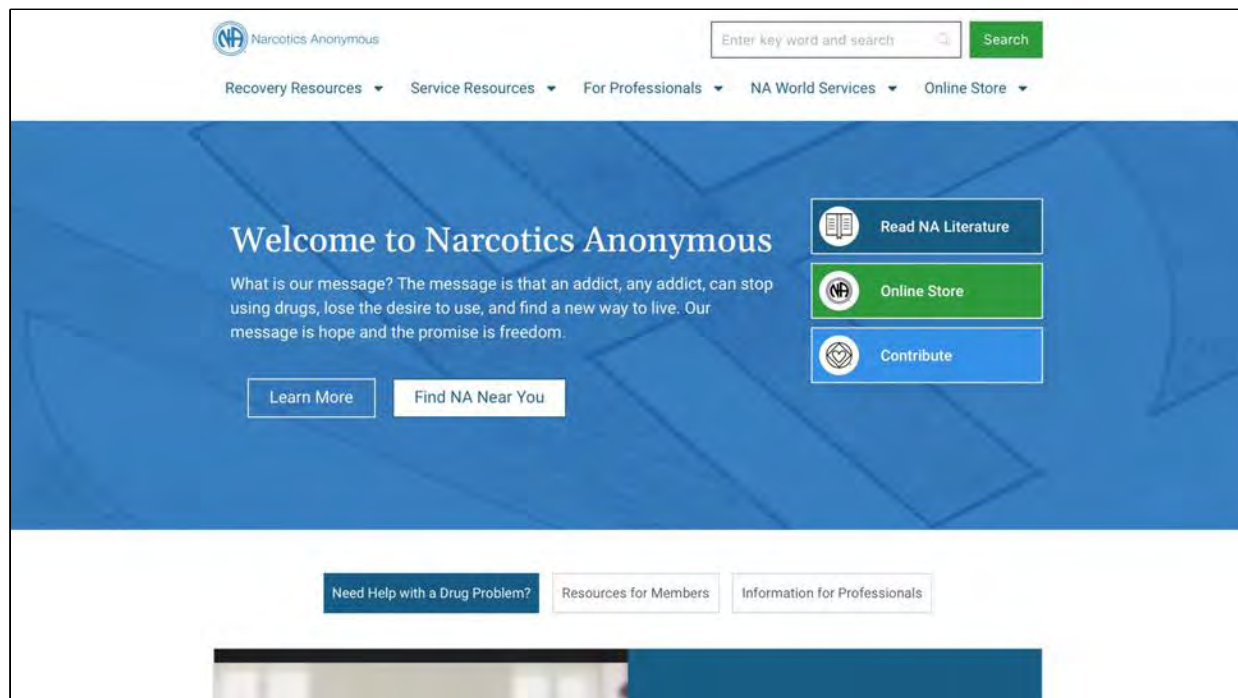 NA Narcotics Anonymous
Enter key word and search
Search
Recovery Resources
Service Resources
For Professionals
NA World Services
Online Store
Welcome to Narcotics Anonymous
What is our message? The message is that an addict, any addict, can stop
using drugs, lose the desire to use, and find a new way to live. Our
message is hope and the promise is freedom.
Learn More
Find NA Near You
Read NA Literature
NA Online Store
Contribute
Need Help with a Drug Problem?
Resources for Members
Information for Professionals